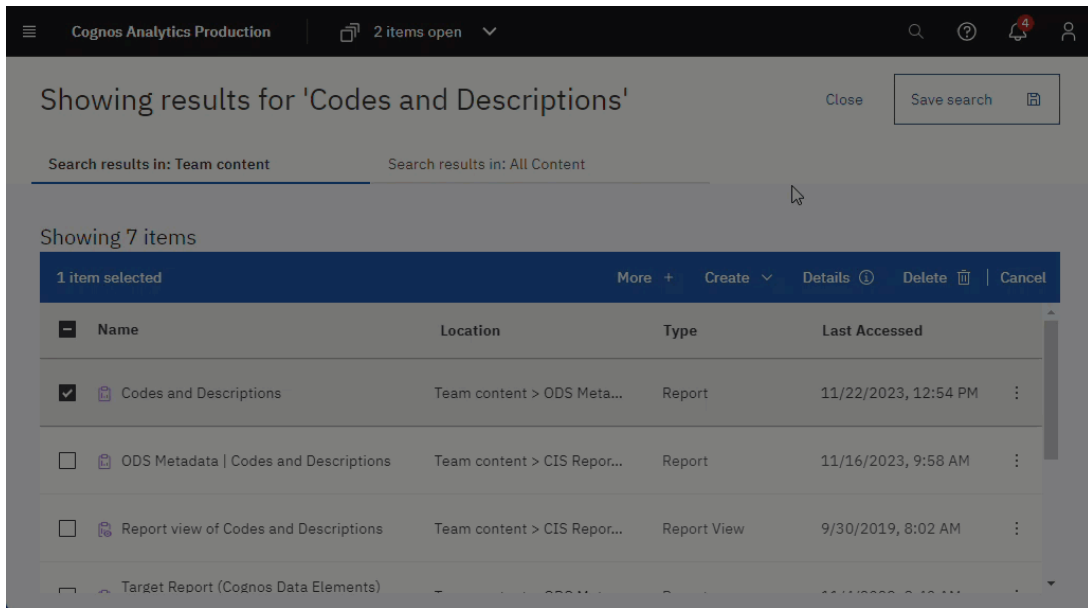 Cognos Analytics Production 2 items open 4
Showing results for 'Codes and Descriptions' Close Save search
Search results in: Team content Search results in: All Content
Showing 7 items
1 item selected More + Create Details Delete | Cancel
Name Location Type Last Accessed
Codes and Descriptions Team content > ODS Meta... Report 11/22/2023, 12:54 PM
ODS Metadata | Codes and Descriptions Team content > CIS Repor... Report 11/16/2023, 9:58 AM
Report view of Codes and Descriptions Team content > CIS Repor... Report View 9/30/2019, 8:02 AM
Target Report (Cognos Data Elements)